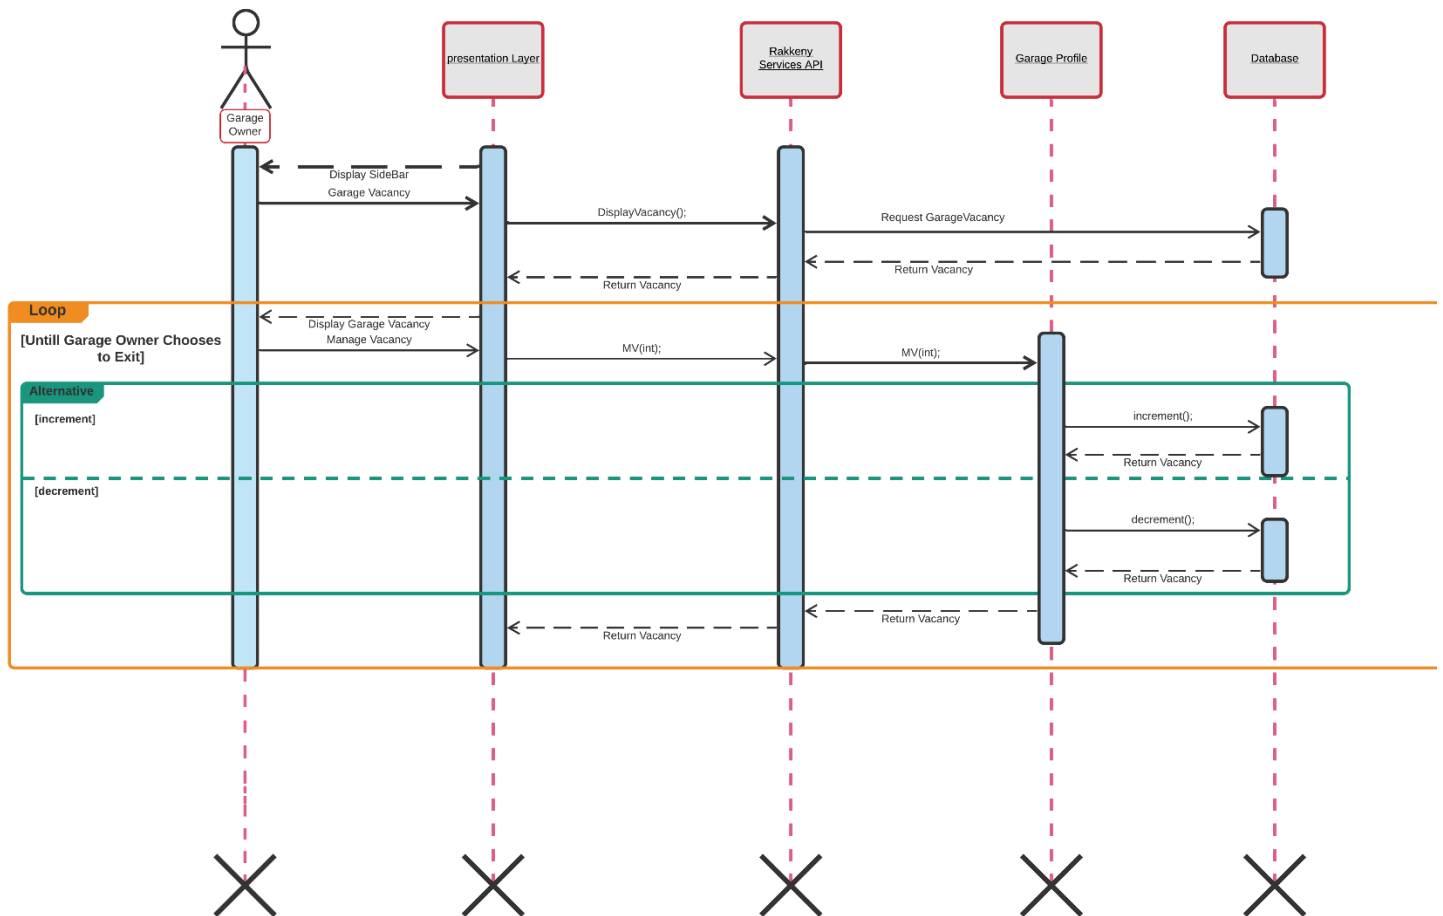 presentation Layer
Rakkeny
Services API
Garage Profile
Database
Garage
Owner
Display SideBar
Garage Vacancy
DisplayVacancy();
Request GarageVacancy
Return Vacancy
Return Vacancy
Loop
[Untill Garage Owner Chooses
to Exit]
Display Garage Vacancy
Manage Vacancy
MV(int);
MV(int);
Alternative
[increment]
increment();
Return Vacancy
[decrement]
decrement();
Return Vacancy
Return Vacancy
Return Vacancy